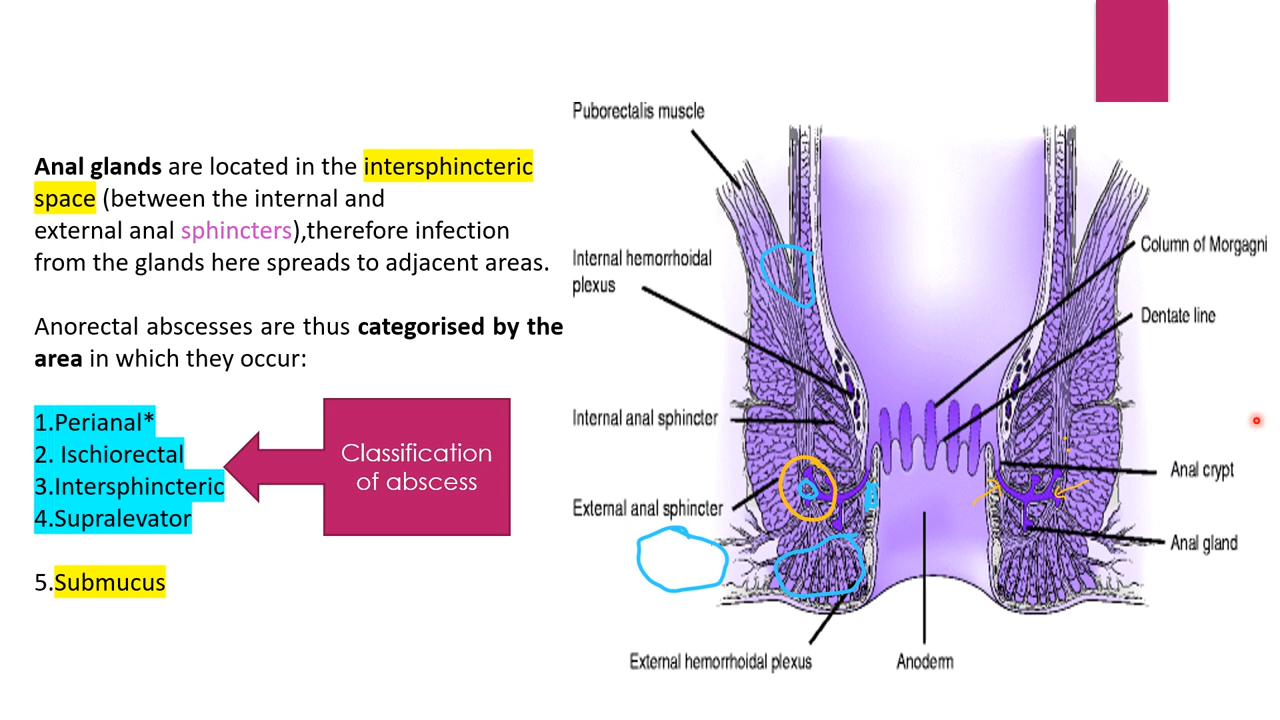 Anal glands are located in the intersphincteric
space (between the internal and
external anal sphincters),therefore infection
from the glands here spreads to adjacent areas.
Anorectal abscesses are thus categorised by the
area in which they occur:
1.Perianal*
2. Ischiorectal
3.Intersphincteric
4.Supralevator
5.Submucus
Classification
of abscess
Puborectalis muscle
Internal hemorrhoidal
plexus
Internal anal sphincter
External anal sphincter
External hemorrhoidal plexus
Anoderm
Column of Morgagni
Dentate line
Anal crypt
Anal gland